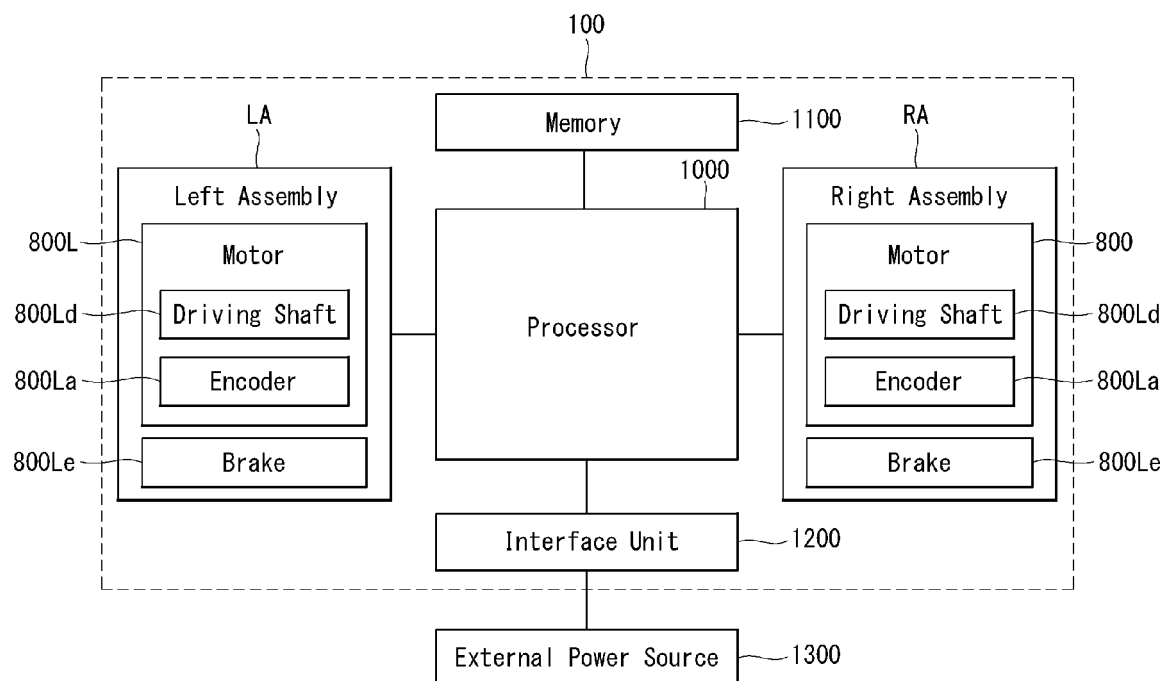 100
LA
Memory
1100
RA
1000
Left Assembly
Right Assembly
800L
Motor
Motor
800
800Ld
Driving Shaft
Processor
Driving Shaft
800Ld
800La
Encoder
Encoder
800La
800Le
Brake
Brake
800Le
Interface Unit
1200
External Power Source
1300